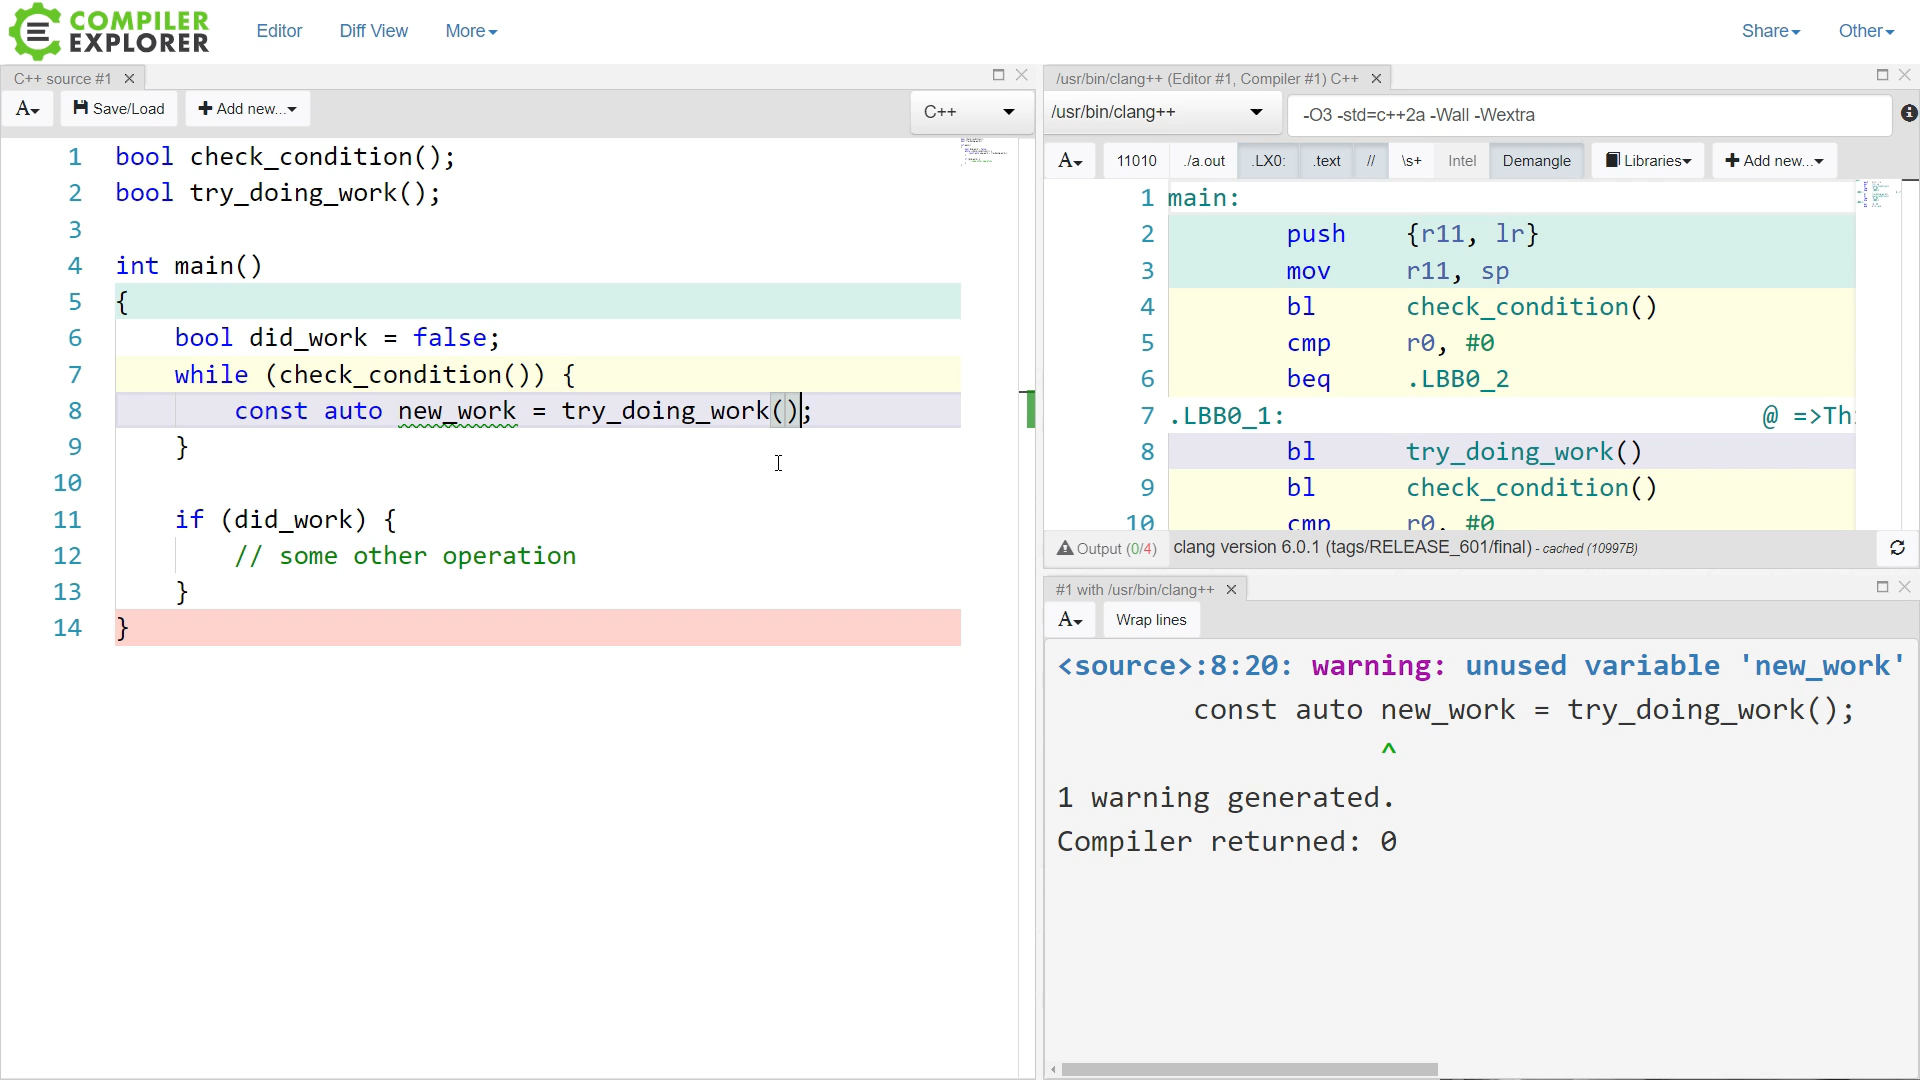 COMPILER
EXPLORER
Editor
Diff View
More
Share
Other
C++ source #1
A
Save/Load
Add new...
C++
1 bool check_condition();
2 bool try_doing_work();
3
4 int main()
5 {
6 bool did_work = false;
7 while (check_condition()) {
8 const auto new_work = try_doing_work();
9 }
10
11 if (did_work) {
12 // some other operation
13 }
14 }
/usr/bin/clang++ (Editor #1, Compiler #1) C++
/usr/bin/clang++
-O3 -std=c++2a -Wall -Wextra
A
11010
./a.out
.LX0:
.text
//
\s+
Intel
Demangle
Libraries
Add new...
1 main:
2 push {r11, lr}
3 mov r11, sp
4 bl check_condition()
5 cmp r0, #0
6 beq .LBB0_2
7 .LBB0_1: @ =>Th
8 bl try_doing_work()
9 bl check_condition()
10 cmp r0, #0
Output (0/4) clang version 6.0.1 (tags/RELEASE_601/final) - cached (10997B)
#1 with /usr/bin/clang++
A
Wrap lines
<source>:8:20: warning: unused variable 'new_work'
const auto new_work = try_doing_work();
^
1 warning generated.
Compiler returned: 0